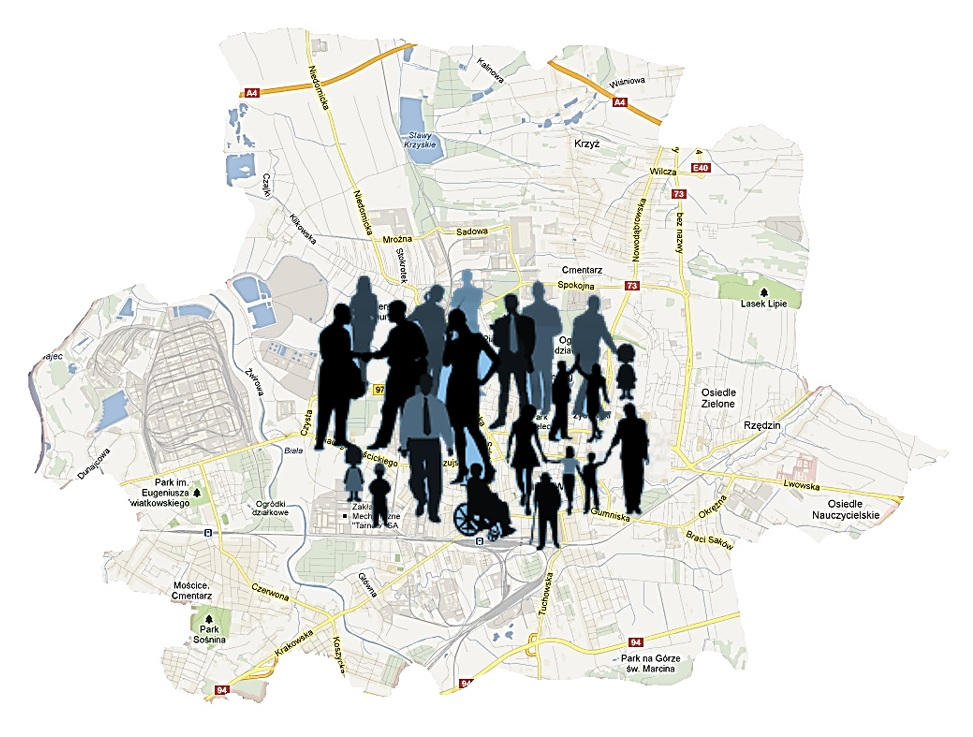 Kalinowa
Wiśniowa
A4
A4
Niedomicka
Stawy
Krzyskie
Krzyż
Wilcza
E40
73
Czajki
Klikowska
Niedomicka
Nowodąbrowska
bez nazwy
Mroźna
Sadowa
Stokrotek
Cmentarz
Spokojna
73
Lasek Lipie
Żwirowa
97
Osiedle
Zielone
Rzędzin
Czysta
Biała
Dunajcowa
Park im.
Eugeniusza
Lwowska
Osiedle
Nauczycielskie
Okrężna
Ogródki
działkowe
Gumniska
Braci Saków
Mościce.
Cmentarz
Czerwona
Główna
Tuchowska
Park
Sośnina
Krakowska
Koszycka
94
Park na Górze
św. Marcina
94
94